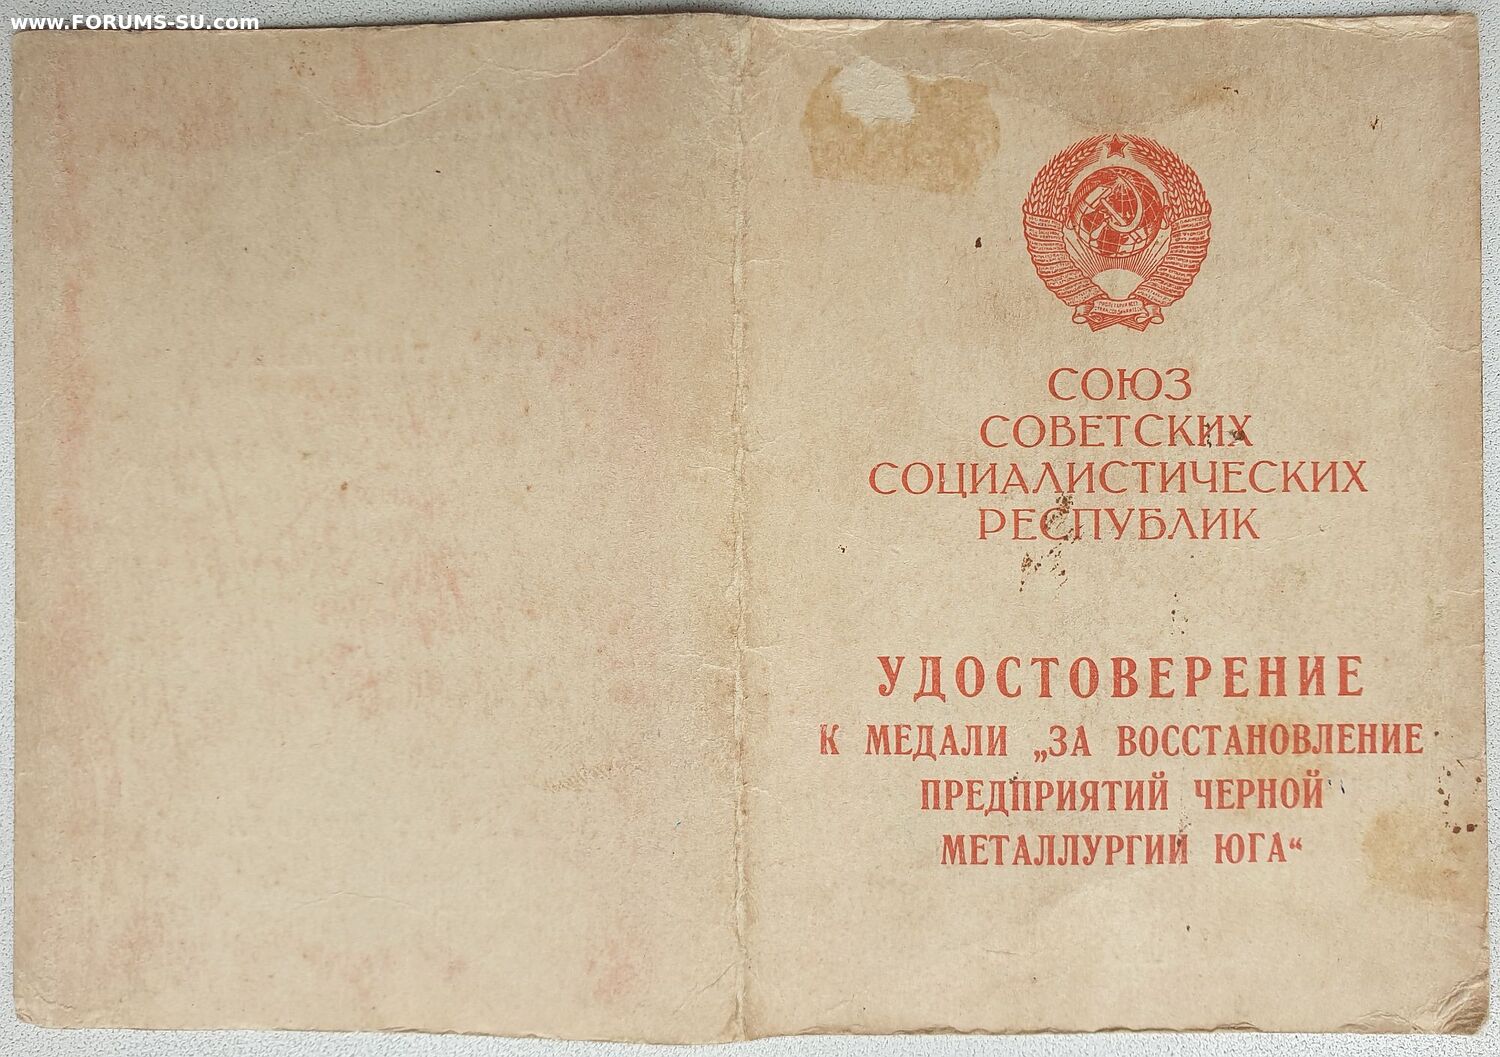 www.FORUMS-SU.com
СОЮЗ
СОВЕТСКИХ
СОЦИАЛИСТИЧЕСКИХ
РЕСПУБЛИК
УДОСТОВЕРЕНИЕ
К МЕДАЛИ „ЗА ВОССТАНОВЛЕНИЕ
ПРЕДПРИЯТИЙ ЧЕРНОЙ
МЕТАЛЛУРГИИ ЮГА“